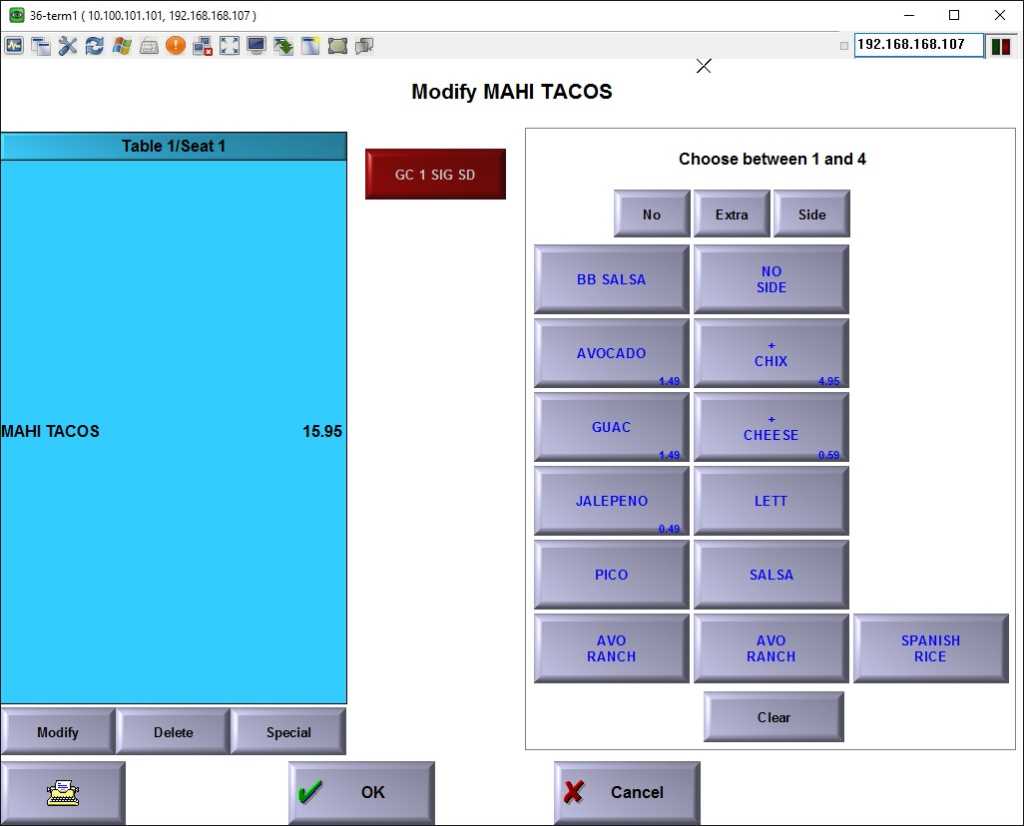 36-term1 ( 10.100.101.101, 192.168.168.107 )
192.168.168.107
Modify MAHI TACOS
Table 1/Seat 1
MAHI TACOS 15.95
Modify Delete Special
GC 1 SIG SD
Choose between 1 and 4
No Extra Side
BB SALSA
NO
SIDE
AVOCADO
1.49
+
CHIX
4.95
GUAC
1.49
+
CHEESE
0.59
JALEPENO
0.49
LETT
PICO
SALSA
AVO
RANCH
AVO
RANCH
SPANISH
RICE
Clear
OK
Cancel